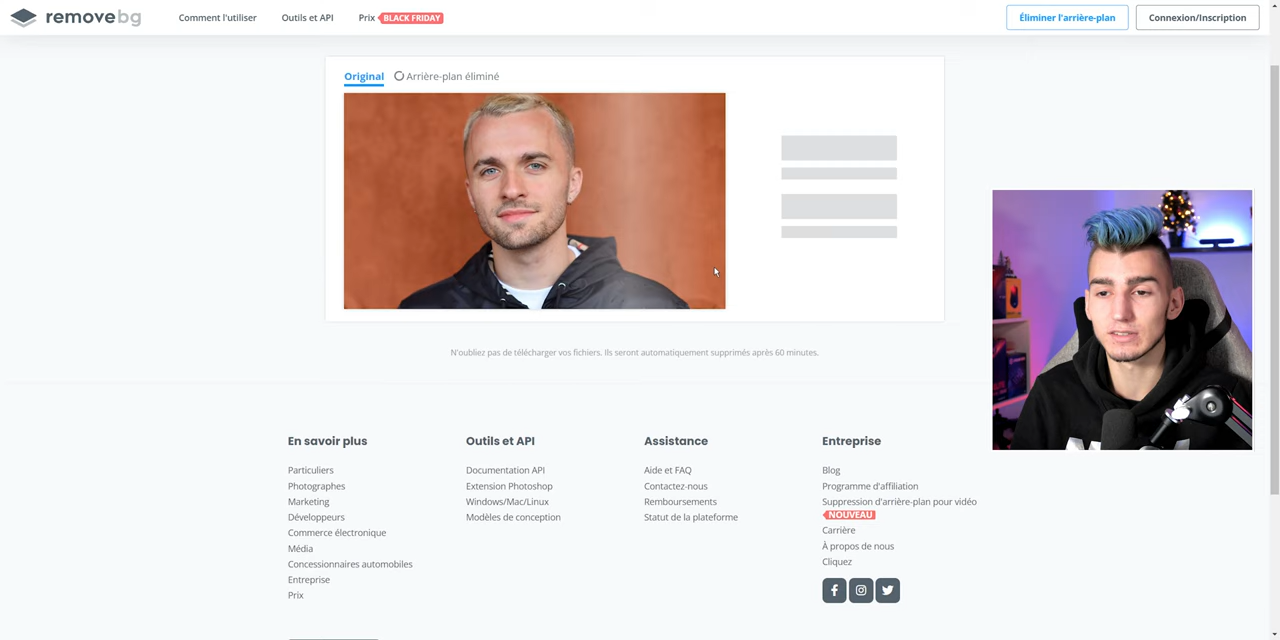 removebg
Comment l'utiliser
Outils et API
Prix
BLACK FRIDAY
Éliminer l'arrière-plan
Connexion/Inscription
Original
Arrière-plan éliminé
N'oubliez pas de télécharger vos fichiers. Ils seront automatiquement supprimés après 60 minutes.
En savoir plus
Particuliers
Photographes
Marketing
Développeurs
Commerce électronique
Média
Concessionnaires automobiles
Entreprise
Prix
Outils et API
Documentation API
Extension Photoshop
Windows/Mac/Linux
Modèles de conception
Assistance
Aide et FAQ
Contactez-nous
Remboursements
Statut de la plateforme
Entreprise
Blog
Programme d'affiliation
Suppression d'arrière-plan pour vidéo
NOUVEAU
Carrière
À propos de nous
Cliquez